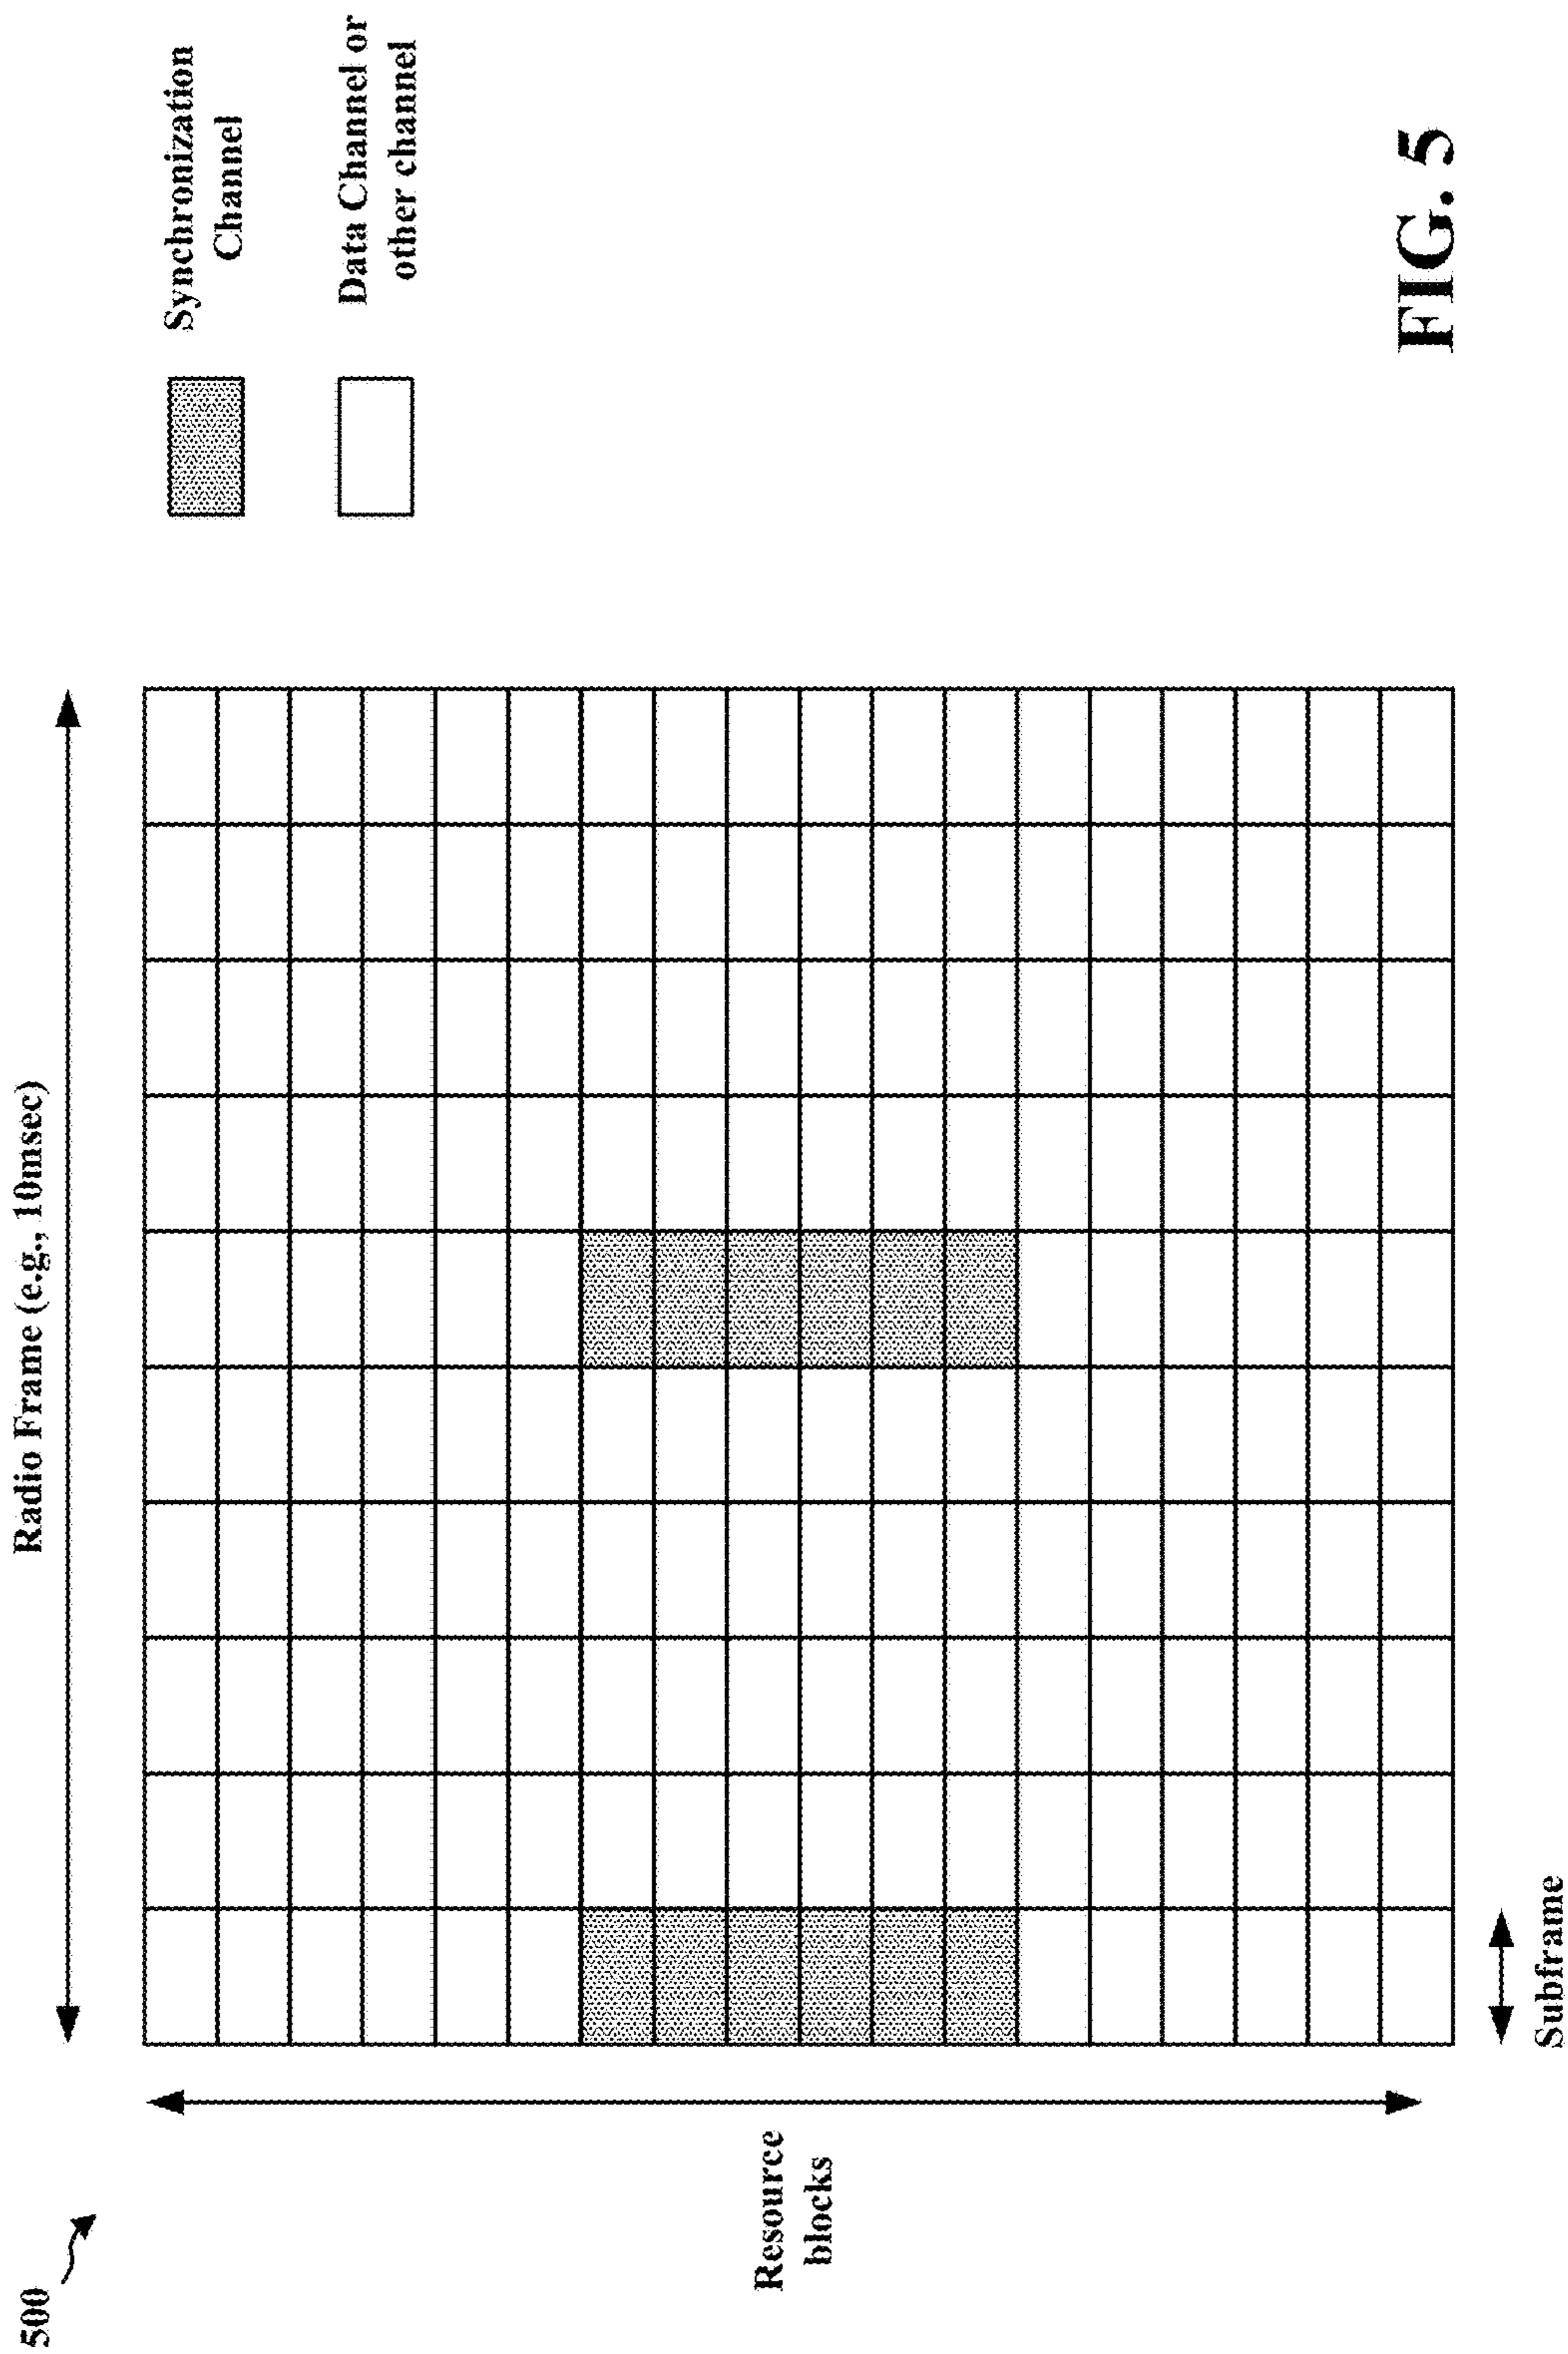 500
Radio Frame (e.g., 10msec)
Resource
blocks
Subframe
Synchronization
Channel
Data Channel or
other channel
FIG. 5